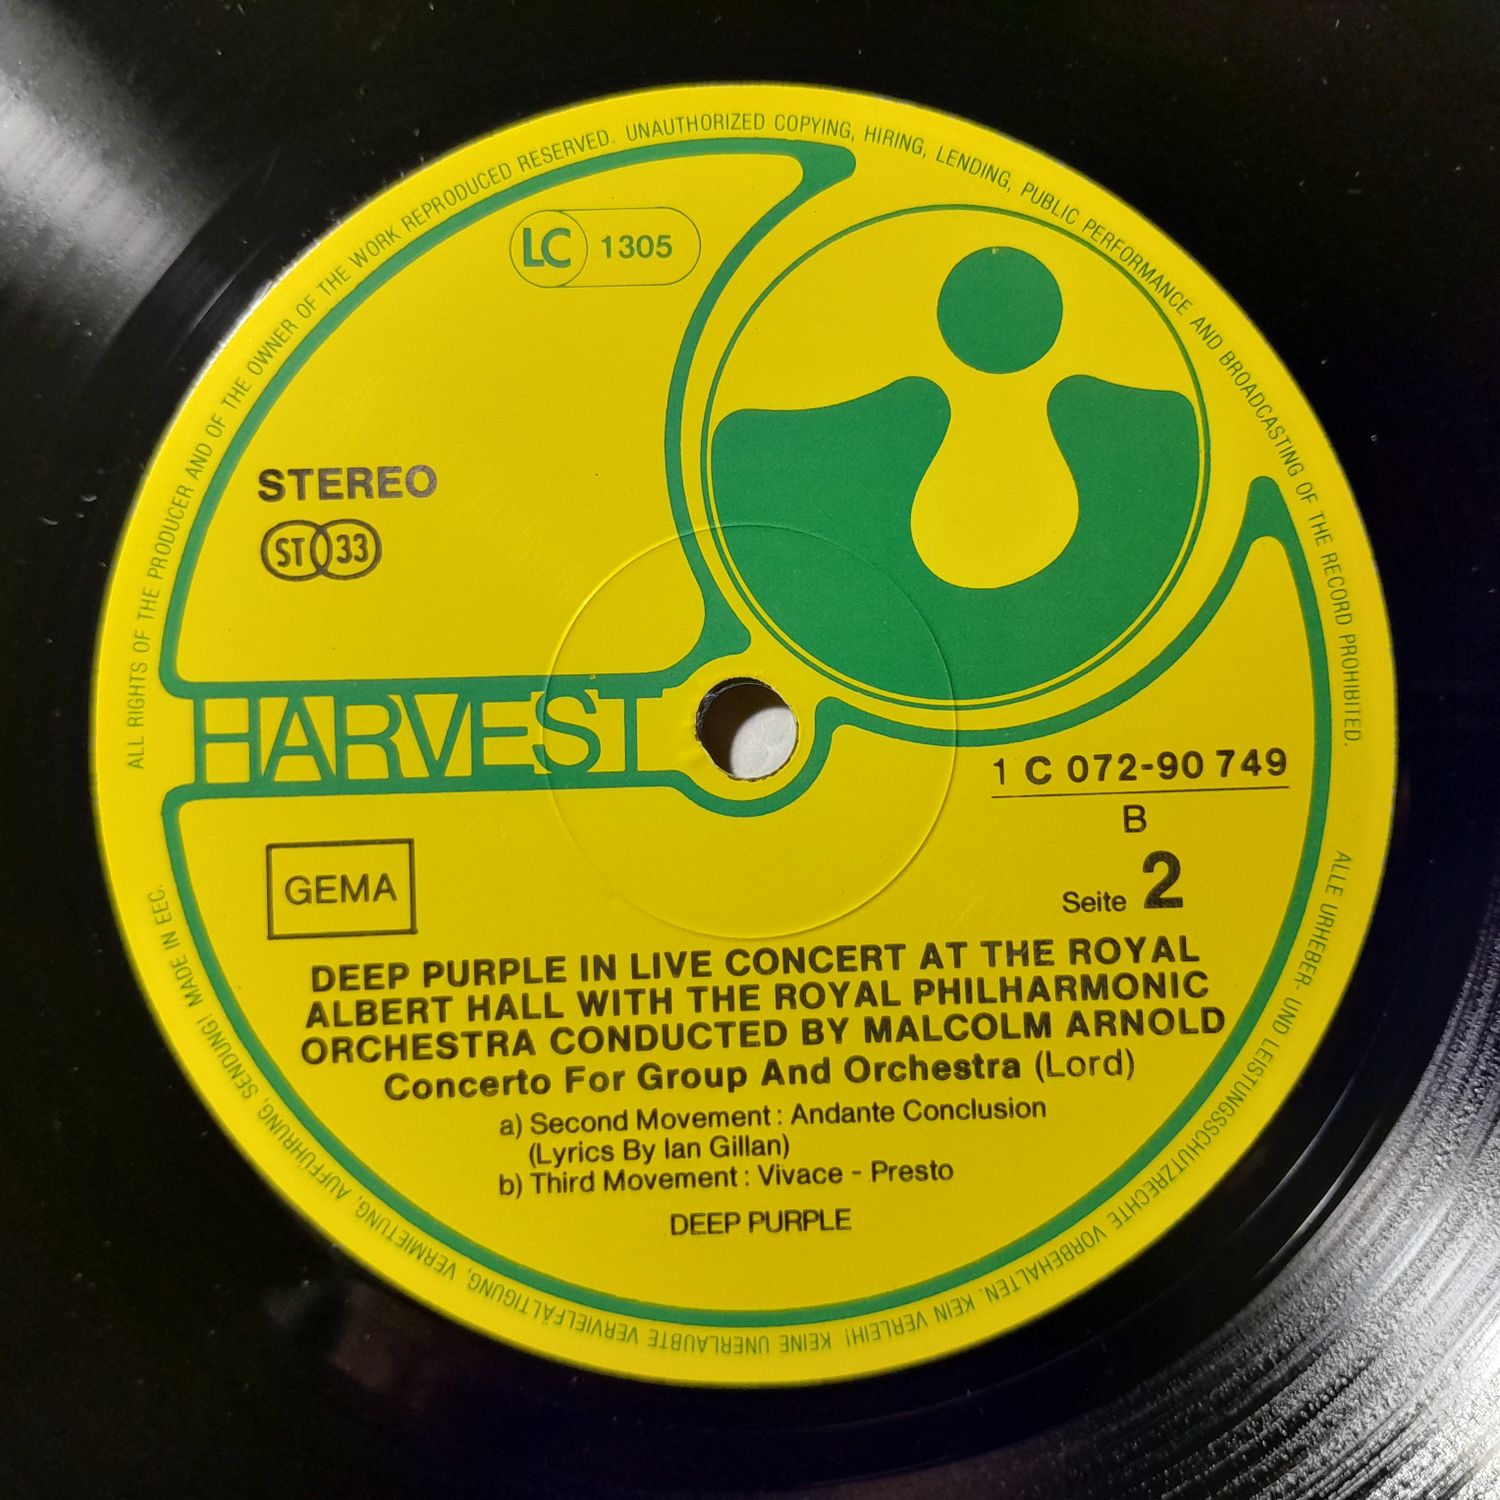 ALL RIGHTS OF THE PRODUCER AND OF THE OWNER OF THE WORK REPRODUCED RESERVED. UNAUTHORIZED COPYING, HIRING, LENDING, PUBLIC PERFORMANCE AND BROADCASTING OF THE RECORD PROHIBITED.
LC 1305
STEREO
ST 33
HARVEST
1 C 072-90 749
B
GEMA
Seite 2
DEEP PURPLE IN LIVE CONCERT AT THE ROYAL
ALBERT HALL WITH THE ROYAL PHILHARMONIC
ORCHESTRA CONDUCTED BY MALCOLM ARNOLD
Concerto For Group And Orchestra (Lord)
a) Second Movement : Andante Conclusion
(Lyrics By Ian Gillan)
b) Third Movement : Vivace - Presto
DEEP PURPLE
ALLE URHEBER- UND LEISTUNGSSCHUTZRECHTE VORBEHALTEN. KEIN VERLEIH! KEINE UNERLAUBTE VERVIELFÄLTIGUNG, VERMIETUNG, AUFFÜHRUNG, SENDUNG! MADE IN EEC.